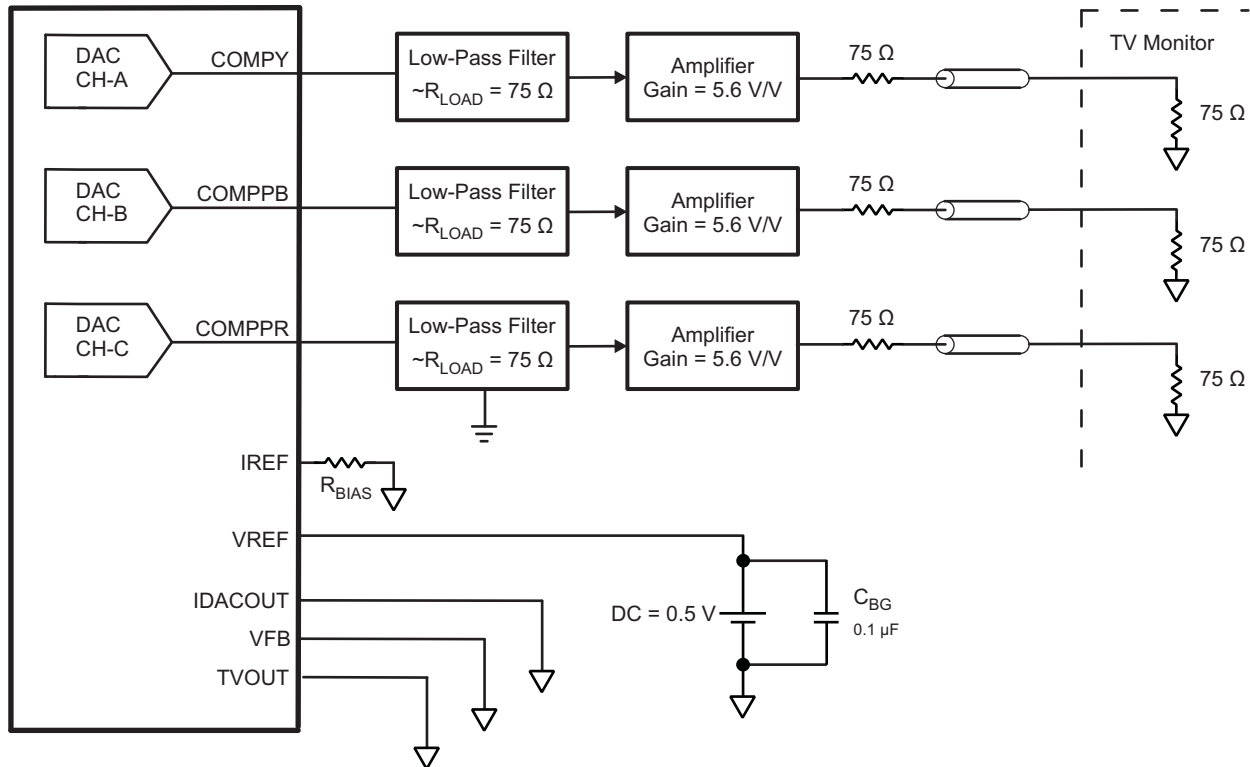 TV Monitor
DAC
CH-A
COMPY
Low-Pass Filter
~RLOAD = 75 Ω
Amplifier
Gain = 5.6 V/V
75 Ω
75 Ω
DAC
CH-B
COMPPB
Low-Pass Filter
~RLOAD = 75 Ω
Amplifier
Gain = 5.6 V/V
75 Ω
75 Ω
DAC
CH-C
COMPPR
Low-Pass Filter
~RLOAD = 75 Ω
Amplifier
Gain = 5.6 V/V
75 Ω
75 Ω
IREF
RBIAS
VREF
IDACOUT
VFB
TVOUT
DC = 0.5 V
CBG
0.1 µF